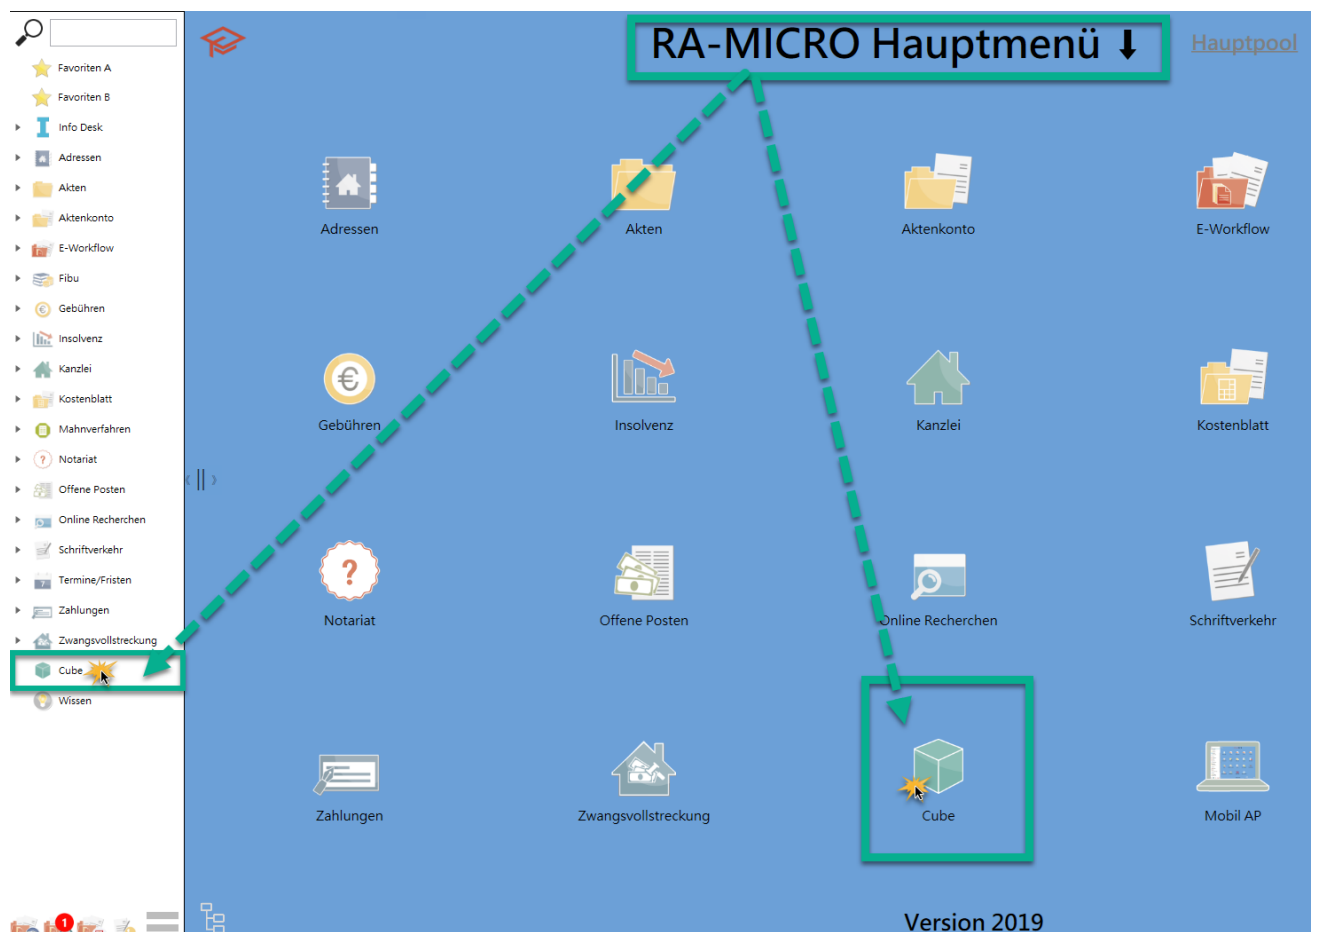 RA-MICRO Hauptmenü ⬇
Hauptpool
Favoriten A
Favoriten B
Info Desk
Adressen
Akten
Aktenkonto
E-Workflow
Fibu
Gebühren
Insolvenz
Kanzlei
Kostenblatt
Mahnverfahren
Notariat
Offene Posten
Online Recherchen
Schriftverkehr
Termine/Fristen
Zahlungen
Zwangsvollstreckung
Cube
Wissen
1
Adressen
Akten
Aktenkonto
E-Workflow
Gebühren
Insolvenz
Kanzlei
Kostenblatt
Notariat
Offene Posten
Online Recherchen
Schriftverkehr
Zahlungen
Zwangsvollstreckung
Cube
Mobil AP
Version 2019